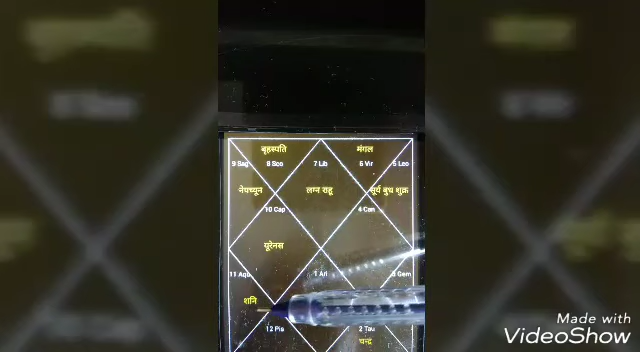 बृहस्पति मंगल
9 Sag 8 Sco 7 Lib 6 Vir 5 Leo
नेपच्यून लग्न राहू सूर्य बुध शुक्र
10 Cap 4 Can
यूरेनस
11 Aqu 1 Ari 3 Gem
शनि
12 Pis 2 Tau
चन्द्र
Made with
VideoShow